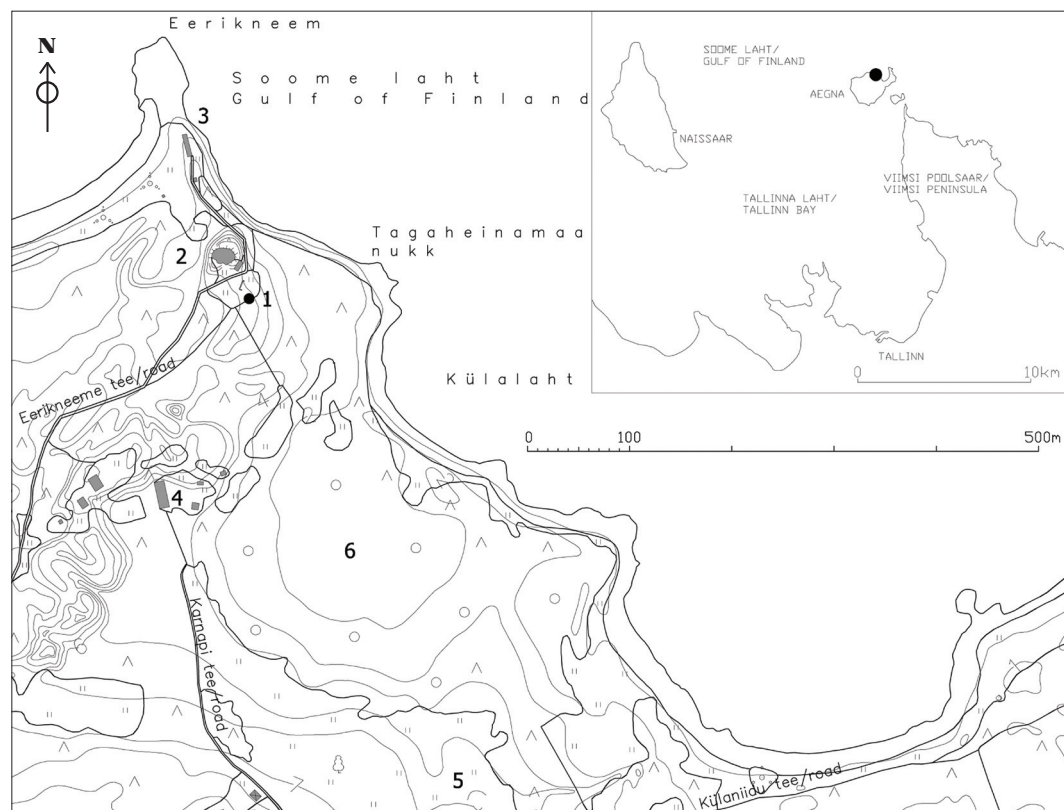 Eerikneem
N
Soome laht
Gulf of Finland
3
Tagaheinamaa
nukk
2
1
Eerikneeme tee/road
Külalaht
0 100 500m
4
6
Karnapi tee/road
5
Külaniidu tee/road
SOOME LAHT/
GULF OF FINLAND
AEGNA
NAISSAAR
VIIMSI POOLSAAR/
VIIMSI PENINSULA
TALLINNA LAHT/
TALLINN BAY
TALLINN
0 10km